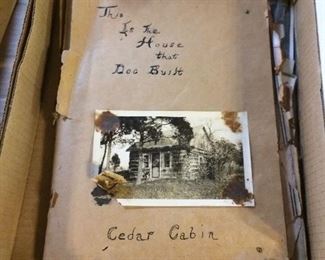 This
Is the
House
that
Doc Built
Cedar Cabin